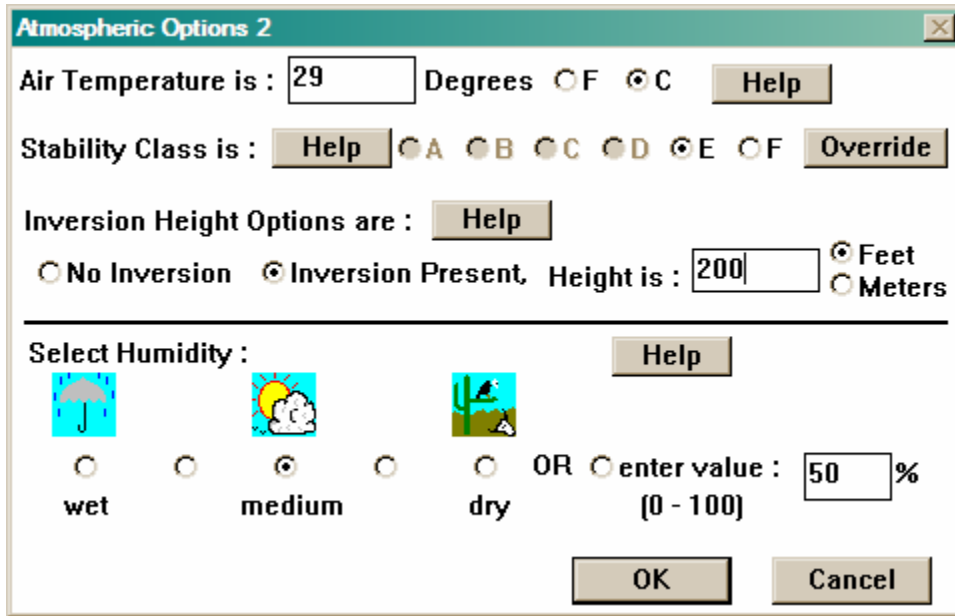 Atmospheric Options 2
Air Temperature is : 29 Degrees F C Help
Stability Class is : Help A B C D E F Override
Inversion Height Options are : Help
No Inversion Inversion Present, Height is : 200 Feet
Meters
Select Humidity : Help
OR enter value : 50 %
wet medium dry (0 - 100)
OK Cancel